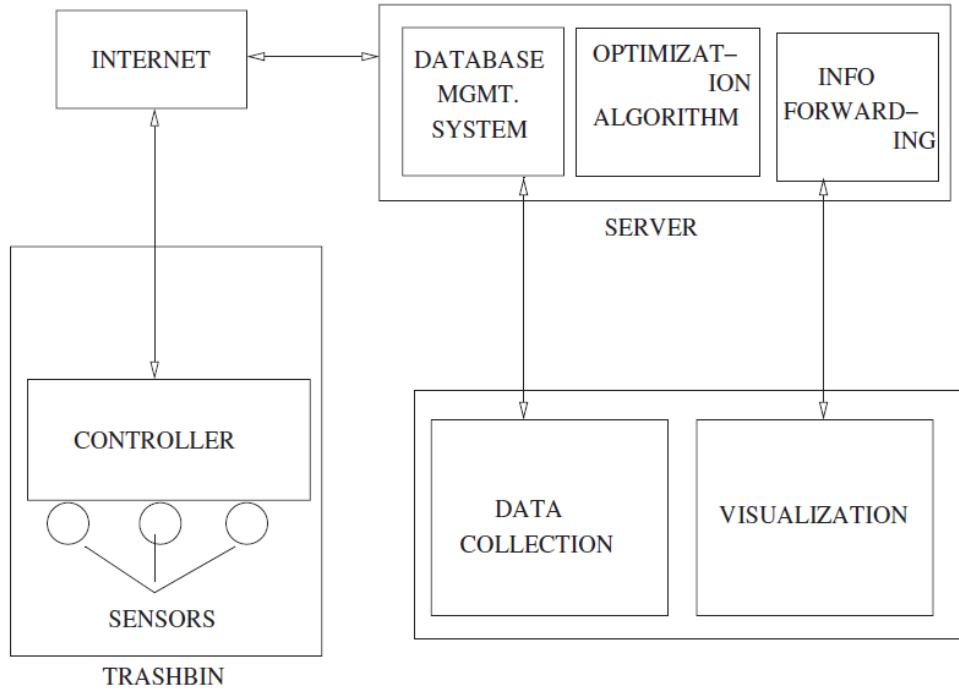 INTERNET
DATABASE
MGMT.
SYSTEM
OPTIMIZAT–
ION
ALGORITHM
INFO
FORWARD–
ING
SERVER
CONTROLLER
SENSORS
TRASHBIN
DATA
COLLECTION
VISUALIZATION